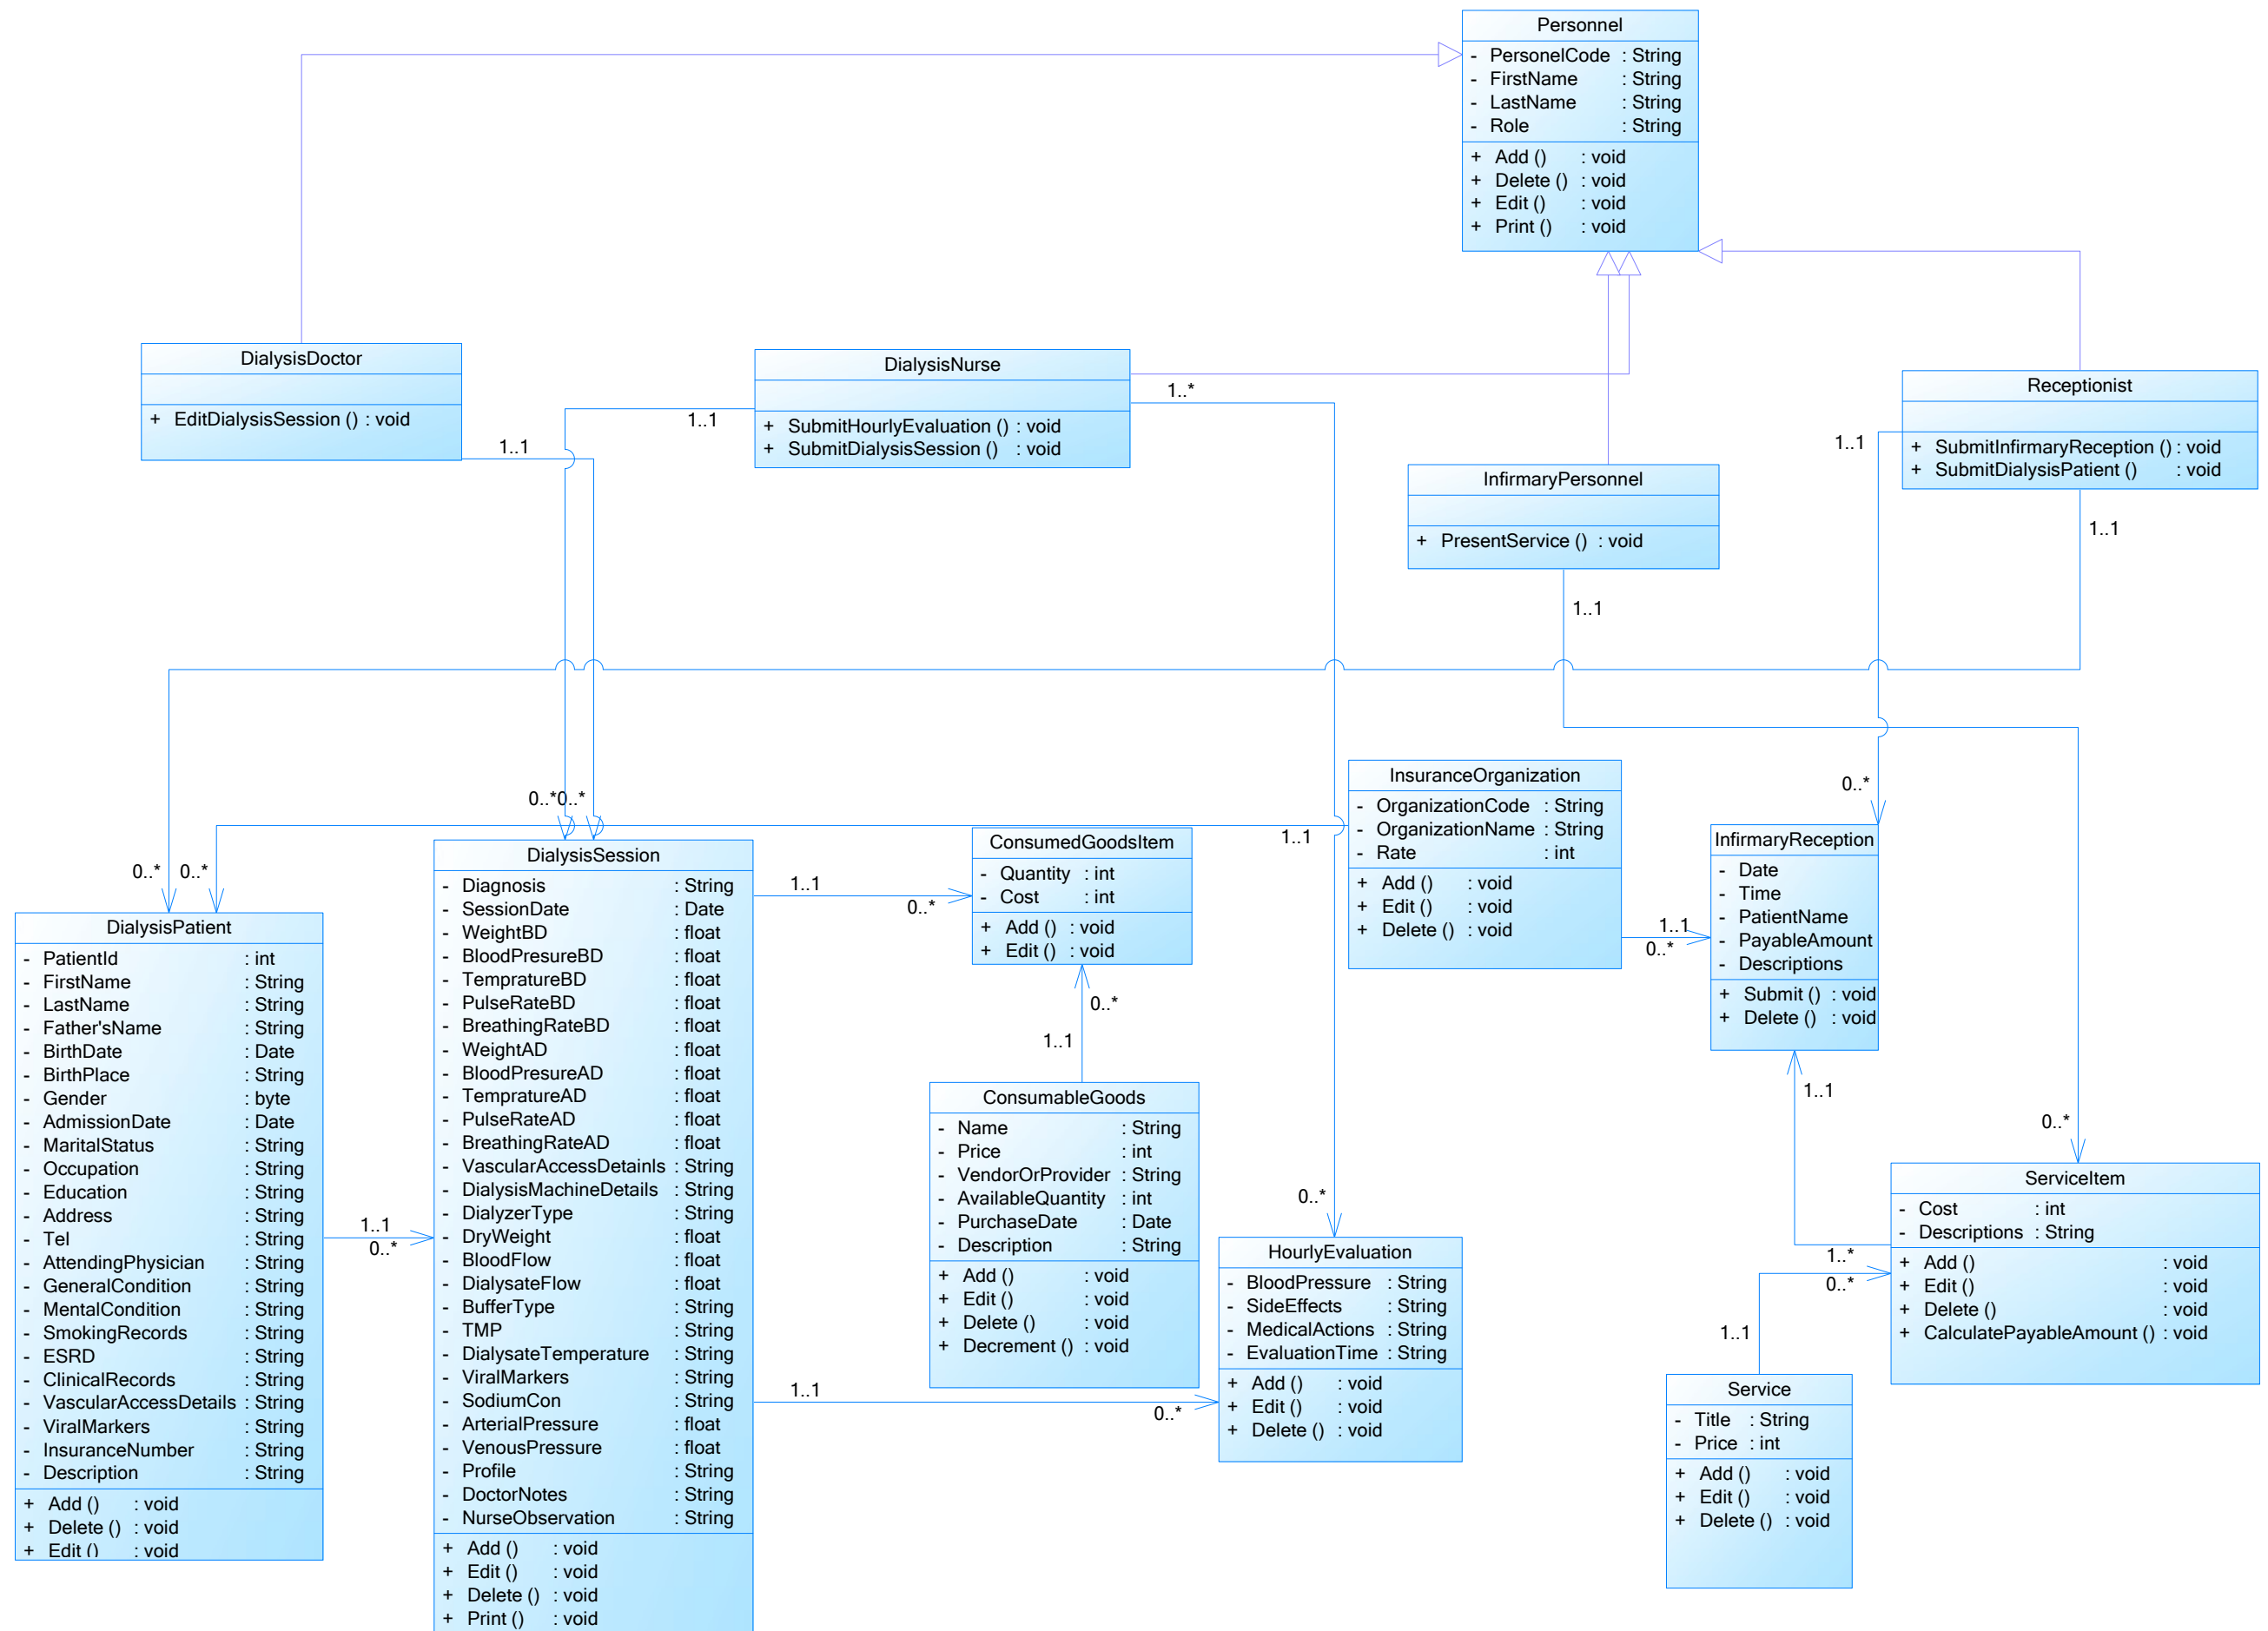 Personnel
- PersonelCode : String
- FirstName : String
- LastName : String
- Role : String
+ Add () : void
+ Delete () : void
+ Edit () : void
+ Print () : void
DialysisDoctor
+ EditDialysisSession () : void
1..1
DialysisNurse
+ SubmitHourlyEvaluation () : void
+ SubmitDialysisSession () : void
1..1
1..*
InfirmaryPersonnel
+ PresentService () : void
1..1
Receptionist
+ SubmitInfirmaryReception () : void
+ SubmitDialysisPatient () : void
1..1
1..1
0..*
0..*
DialysisPatient
- PatientId : int
- FirstName : String
- LastName : String
- Father'sName : String
- BirthDate : Date
- BirthPlace : String
- Gender : byte
- AdmissionDate : Date
- MaritalStatus : String
- Occupation : String
- Education : String
- Address : String
- Tel : String
- AttendingPhysician : String
- GeneralCondition : String
- MentalCondition : String
- SmokingRecords : String
- ESRD : String
- ClinicalRecords : String
- VascularAccessDetails : String
- ViralMarkers : String
- InsuranceNumber : String
- Description : String
+ Add () : void
+ Delete () : void
+ Edit () : void
1..1
0..*
0..*0..*
DialysisSession
- Diagnosis : String
- SessionDate : Date
- WeightBD : float
- BloodPresureBD : float
- TempratureBD : float
- PulseRateBD : float
- BreathingRateBD : float
- WeightAD : float
- BloodPresureAD : float
- TempratureAD : float
- PulseRateAD : float
- BreathingRateAD : float
- VascularAccessDetainls : String
- DialysisMachineDetails : String
- DialyzerType : String
- DryWeight : float
- BloodFlow : float
- DialysateFlow : float
- BufferType : String
- TMP : String
- DialysateTemperature : String
- ViralMarkers : String
- SodiumCon : String
- ArterialPressure : float
- VenousPressure : float
- Profile : String
- DoctorNotes : String
- NurseObservation : String
+ Add () : void
+ Edit () : void
+ Delete () : void
+ Print () : void
1..1
0..*
1..1
0..*
ConsumedGoodsItem
- Quantity : int
- Cost : int
+ Add () : void
+ Edit () : void
0..*
1..1
ConsumableGoods
- Name : String
- Price : int
- VendorOrProvider : String
- AvailableQuantity : int
- PurchaseDate : Date
- Description : String
+ Add () : void
+ Edit () : void
+ Delete () : void
+ Decrement () : void
InsuranceOrganization
- OrganizationCode : String
- OrganizationName : String
- Rate : int
+ Add () : void
+ Edit () : void
+ Delete () : void
1..1
1..1
0..*
0..*
HourlyEvaluation
- BloodPressure : String
- SideEffects : String
- MedicalActions : String
- EvaluationTime : String
+ Add () : void
+ Edit () : void
+ Delete () : void
0..*
InfirmaryReception
- Date
- Time
- PatientName
- PayableAmount
- Descriptions
+ Submit () : void
+ Delete () : void
1..1
0..*
ServiceItem
- Cost : int
- Descriptions : String
+ Add () : void
+ Edit () : void
+ Delete () : void
+ CalculatePayableAmount () : void
1..*
0..*
1..1
Service
- Title : String
- Price : int
+ Add () : void
+ Edit () : void
+ Delete () : void